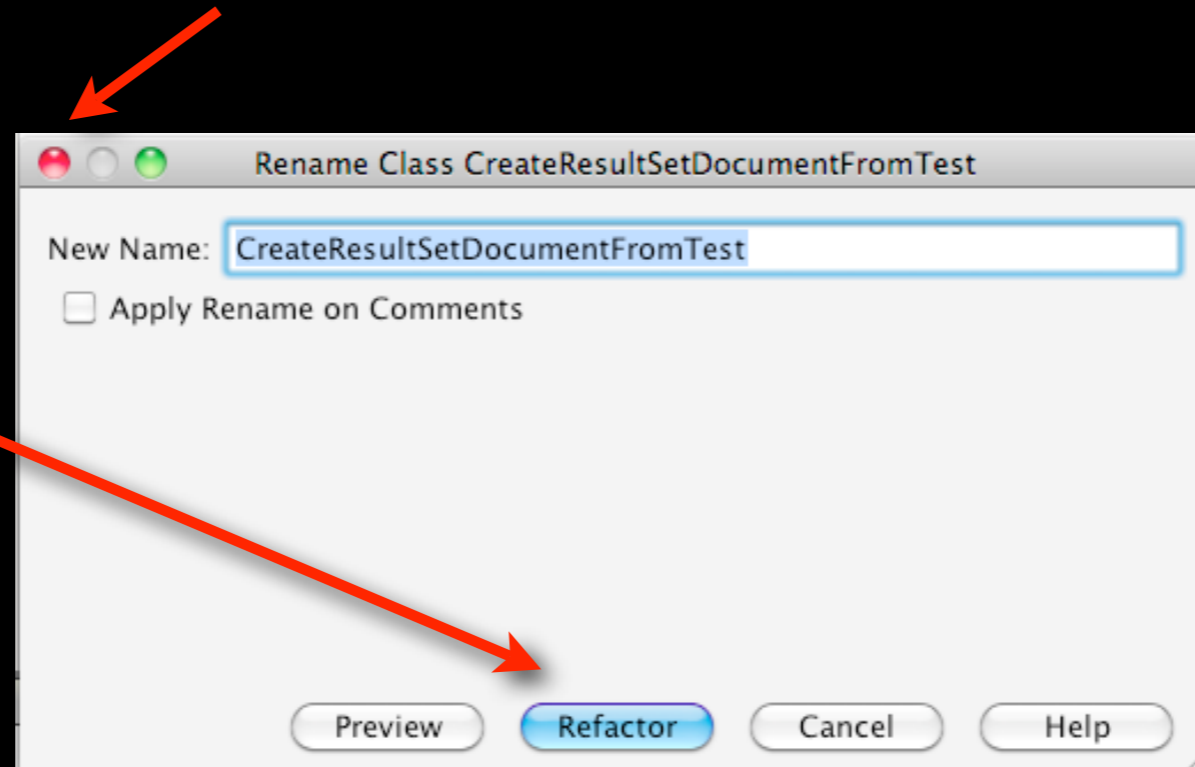 Rename Class CreateResultSetDocumentFromTest
New Name: CreateResultSetDocumentFromTest
Apply Rename on Comments
Preview Refactor Cancel Help